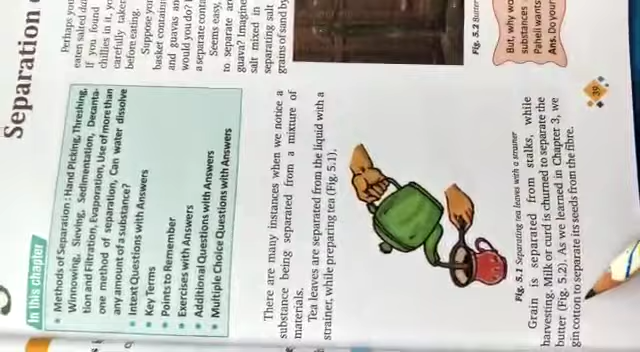 Separation
In this chapter
Methods of Separation : Hand Picking, Threshing,
Winnowing, Sieving, Sedimentation, Decanta-
tion and Filtration, Evaporation, Use of more than
one method of separation, Can water dissolve
any amount of a substance?
Intext Questions with Answers
Key Terms
Points to Remember
Exercises with Answers
Additional Questions with Answers
Multiple Choice Questions with Answers
There are many instances when we notice a
substance being separated from a mixture of
materials.
Tea leaves are separated from the liquid with a
strainer, while preparing tea (Fig. 5.1).
Fig. 5.1 Separating tea leaves with a strainer
Grain is separated from stalks, while
harvesting. Milk or curd is churned to separate the
butter (Fig. 5.2). As we learned in Chapter 3, we
gin cotton to separate its seeds from the fibre.
39
Perhaps you
eaten salted
If you found
chillies in it, yo
carefully taken
before eating.
Suppose you
basket contain
and guavas an
would you do?
a separate conta
Seems easy,
to separate
guava? Imagine
salt mixed in
separating salt
grains of sand by
Fig. 5.2
But, why wo
substances
Paheli wants
Ans. Do your